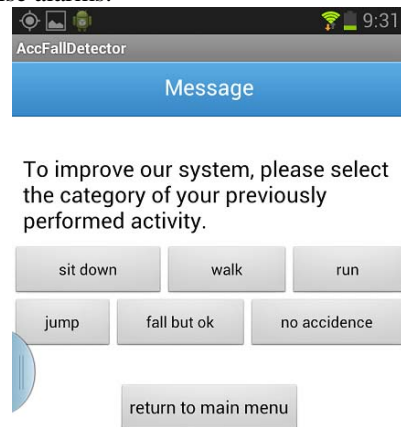 9:31
AccFallDetector
Message
To improve our system, please select
the category of your previously
performed activity.
sit down walk run
jump fall but ok no accidence
return to main menu